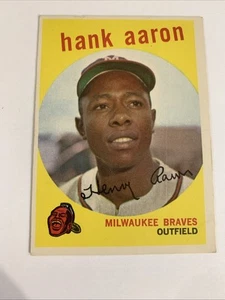 hank aaron
Henry Aaron
MILWAUKEE BRAVES
OUTFIELD